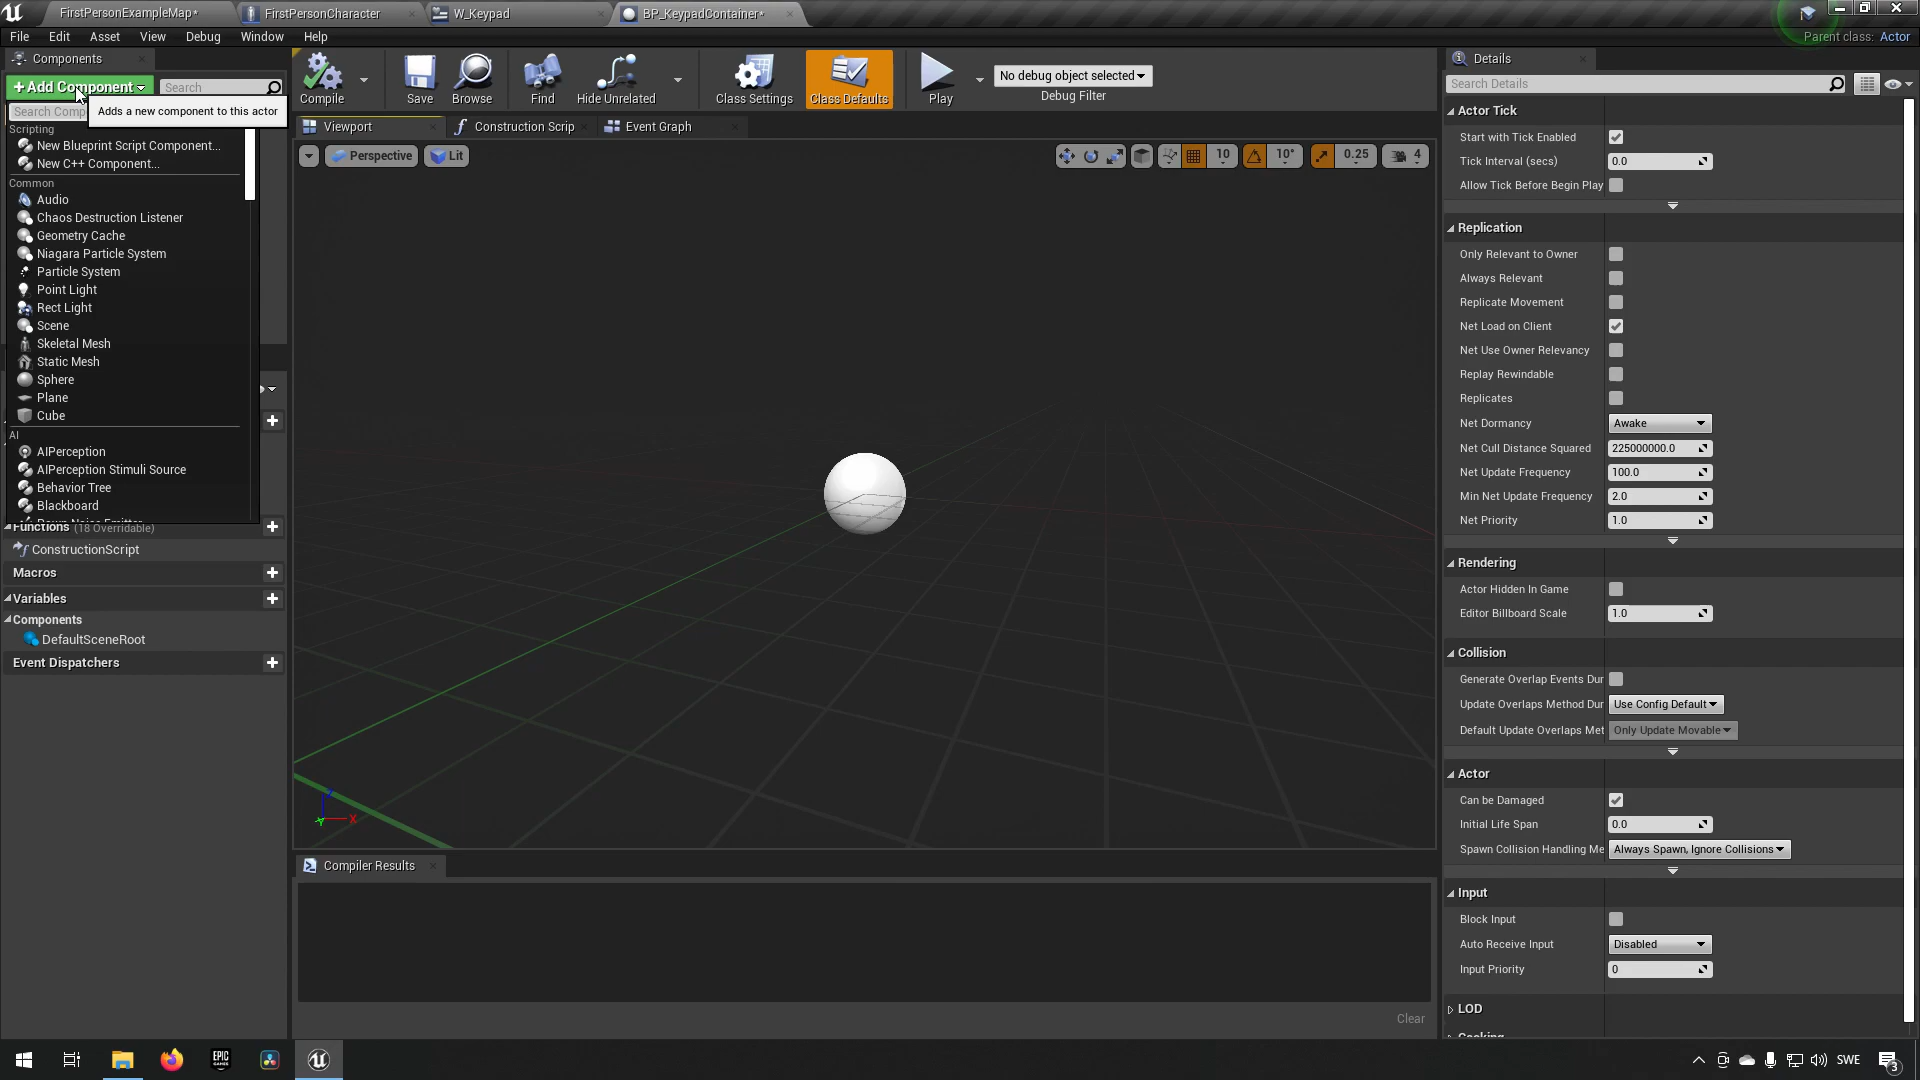 FirstPersonExampleMap*
FirstPersonCharacter
W_Keypad
BP_KeypadContainer*
File
Edit
Asset
View
Debug
Window
Help
Parent class: Actor
Components
+Add Component
Search
Adds a new component to this actor
Search Comp
Scripting
New Blueprint Script Component...
New C++ Component...
Common
Audio
Chaos Destruction Listener
Geometry Cache
Niagara Particle System
Particle System
Point Light
Rect Light
Scene
Skeletal Mesh
Static Mesh
Sphere
Plane
Cube
AI
AIPerception
AIPerception Stimuli Source
Behavior Tree
Blackboard
Pawn Noise Emitter
Functions (18 Overridable)
ConstructionScript
Macros
Variables
Components
DefaultSceneRoot
Event Dispatchers
Compile
Save
Browse
Find
Hide Unrelated
Class Settings
Class Defaults
Play
No debug object selected
Debug Filter
Viewport
Construction Scrip
Event Graph
Perspective
Lit
10
10°
0.25
4
X
Y
Compiler Results
Clear
Details
Search Details
Actor Tick
Start with Tick Enabled
Tick Interval (secs)
0.0
Allow Tick Before Begin Play
Replication
Only Relevant to Owner
Always Relevant
Replicate Movement
Net Load on Client
Net Use Owner Relevancy
Replay Rewindable
Replicates
Net Dormancy
Awake
Net Cull Distance Squared
225000000.0
Net Update Frequency
100.0
Min Net Update Frequency
2.0
Net Priority
1.0
Rendering
Actor Hidden In Game
Editor Billboard Scale
1.0
Collision
Generate Overlap Events Dur
Update Overlaps Method Dur
Use Config Default
Default Update Overlaps Met
Only Update Movable
Actor
Can be Damaged
Initial Life Span
0.0
Spawn Collision Handling Me
Always Spawn, Ignore Collisions
Input
Block Input
Auto Receive Input
Disabled
Input Priority
0
LOD
Cooking
EPIC
GAMES
SWE
3